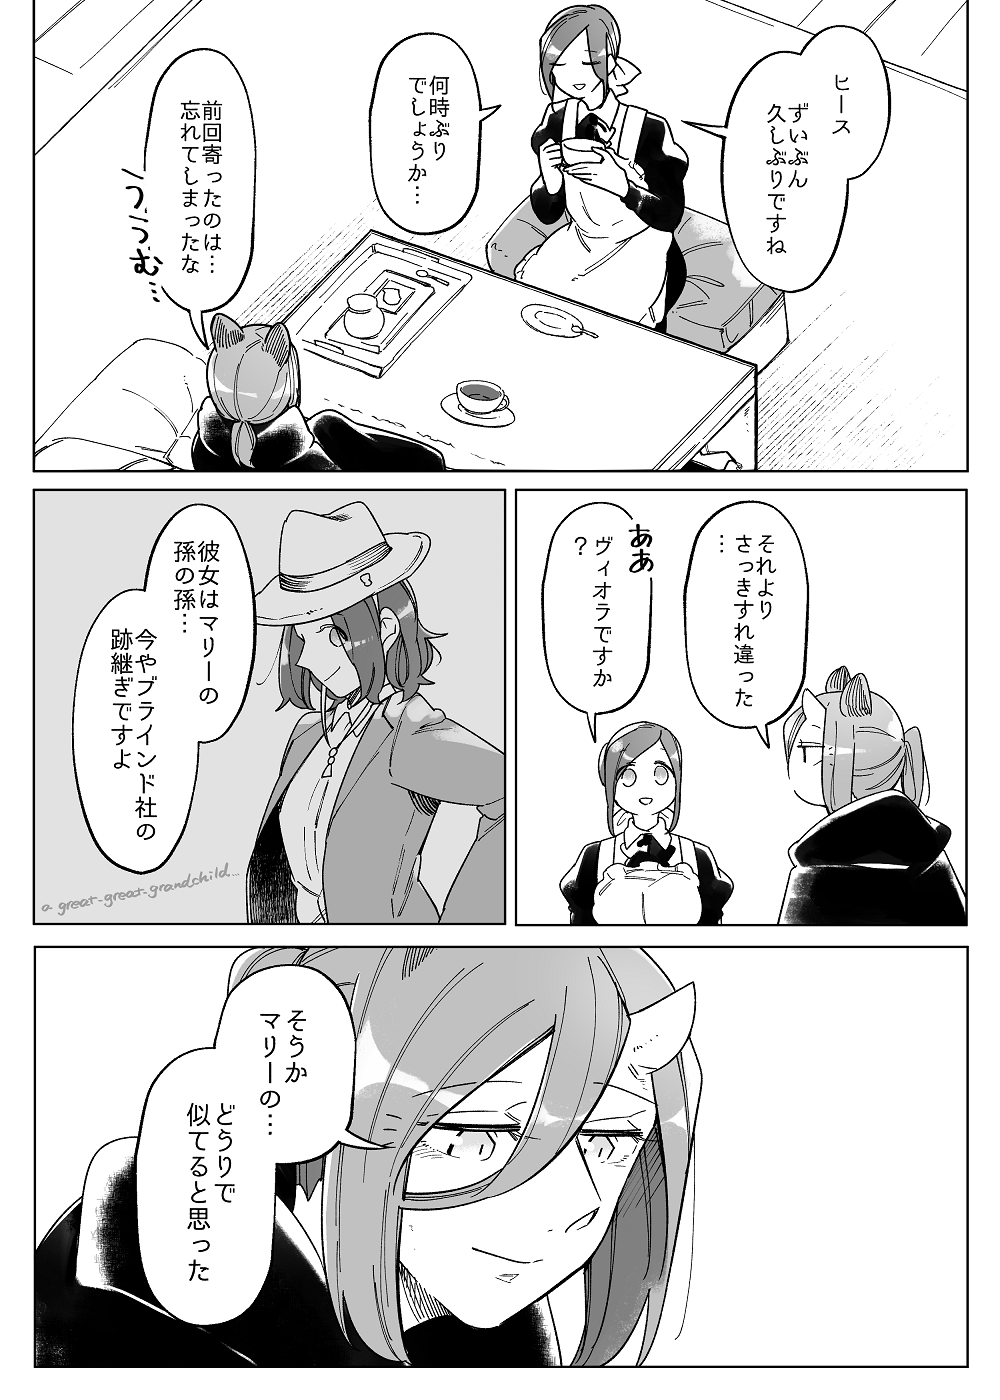 ヒース
ずいぶん
久しぶりですね
何時ぶり
でしょうか…
前回寄ったのは…
忘れてしまったな
う〜うむ…
それより
さっきすれ違った
…
ああ
ヴィオラですか
？
彼女はマリーの
孫の孫…
今やブラインド社の
跡継ぎですよ
a great-great-grandchild...
そうか
マリーの…
どうりで
似てると思った